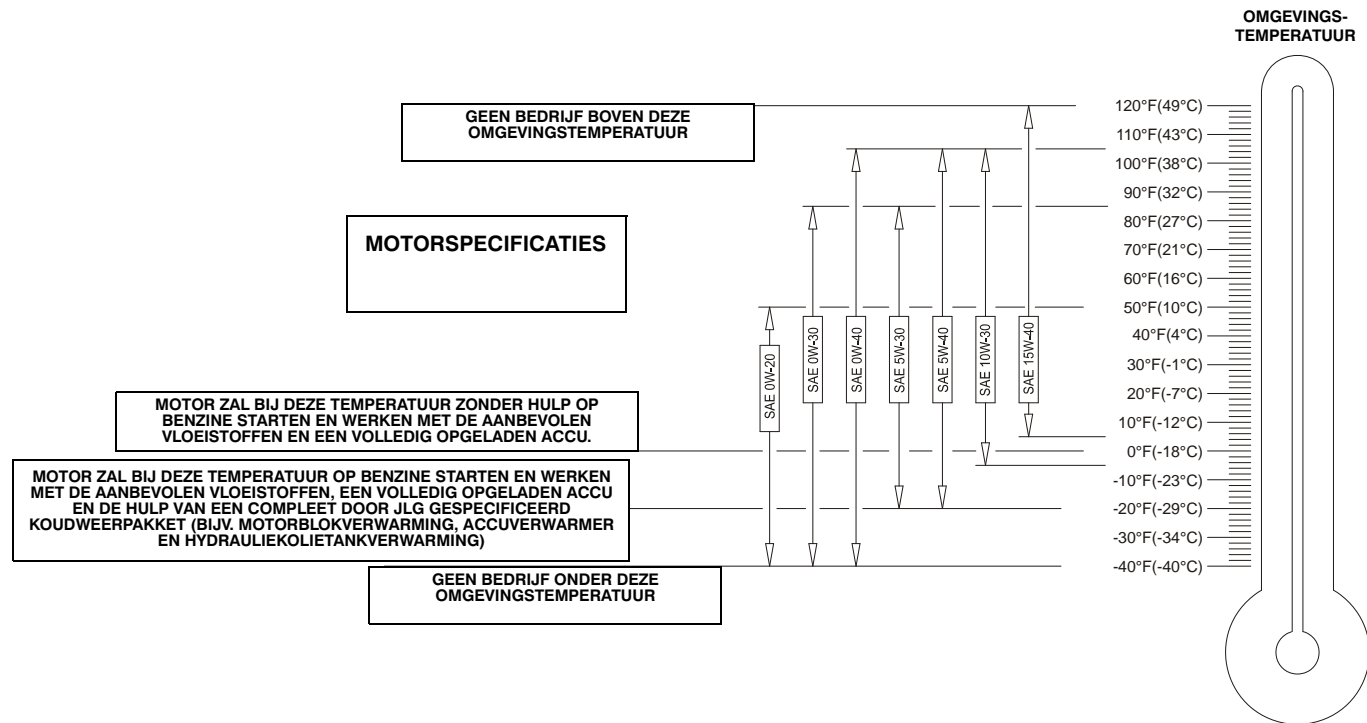 OMGEVINGS-
TEMPERATUUR
GEEN BEDRIJF BOVEN DEZE
OMGEVINGSTEMPERATUUR
MOTORSPECIFICATIES
MOTOR ZAL BIJ DEZE TEMPERATUUR ZONDER HULP OP
BENZINE STARTEN EN WERKEN MET DE AANBEVOLEN
VLOEISTOFFEN EN EEN VOLLEDIG OPGELADEN ACCU.
MOTOR ZAL BIJ DEZE TEMPERATUUR OP BENZINE STARTEN EN WERKEN
MET DE AANBEVOLEN VLOEISTOFFEN, EEN VOLLEDIG OPGELADEN ACCU
EN DE HULP VAN EEN COMPLEET DOOR JLG GESPECIFICEERD
KOUDWEERPAKKET (BIJV. MOTORBLOKVERWARMING, ACCUVERWARMER
EN HYDRAULIEKOLIETANKVERWARMING)
GEEN BEDRIJF ONDER DEZE
OMGEVINGSTEMPERATUUR
SAE 0W-20
SAE 0W-30
SAE 0W-40
SAE 5W-30
SAE 5W-40
SAE 10W-30
SAE 15W-40
120°F(49°C)
110°F(43°C)
100°F(38°C)
90°F(32°C)
80°F(27°C)
70°F(21°C)
60°F(16°C)
50°F(10°C)
40°F(4°C)
30°F(-1°C)
20°F(-7°C)
10°F(-12°C)
0°F(-18°C)
-10°F(-23°C)
-20°F(-29°C)
-30°F(-34°C)
-40°F(-40°C)